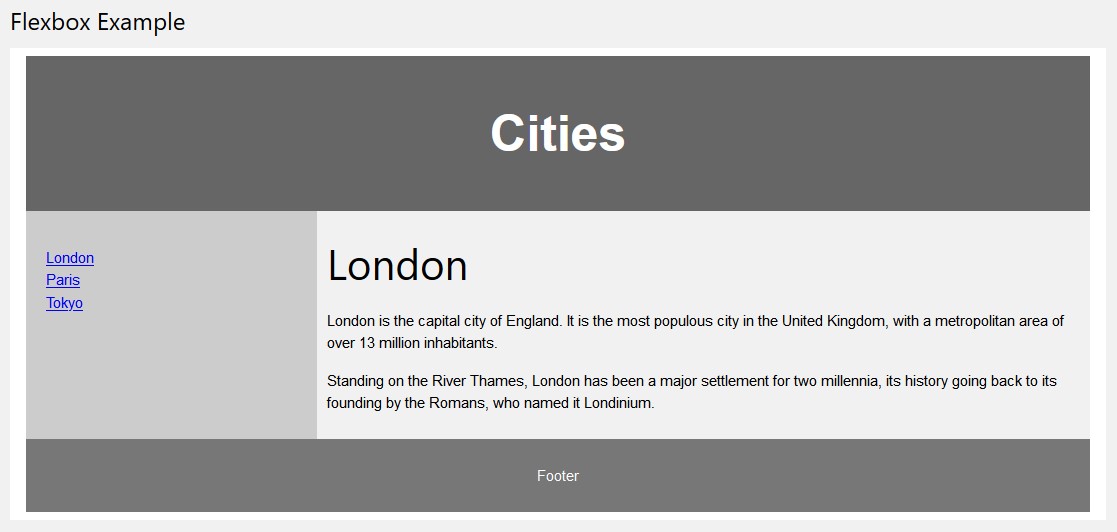 Flexbox Example
Cities
London
Paris
Tokyo
London
London is the capital city of England. It is the most populous city in the United Kingdom, with a metropolitan area of
over 13 million inhabitants.
Standing on the River Thames, London has been a major settlement for two millennia, its history going back to its
founding by the Romans, who named it Londinium.
Footer